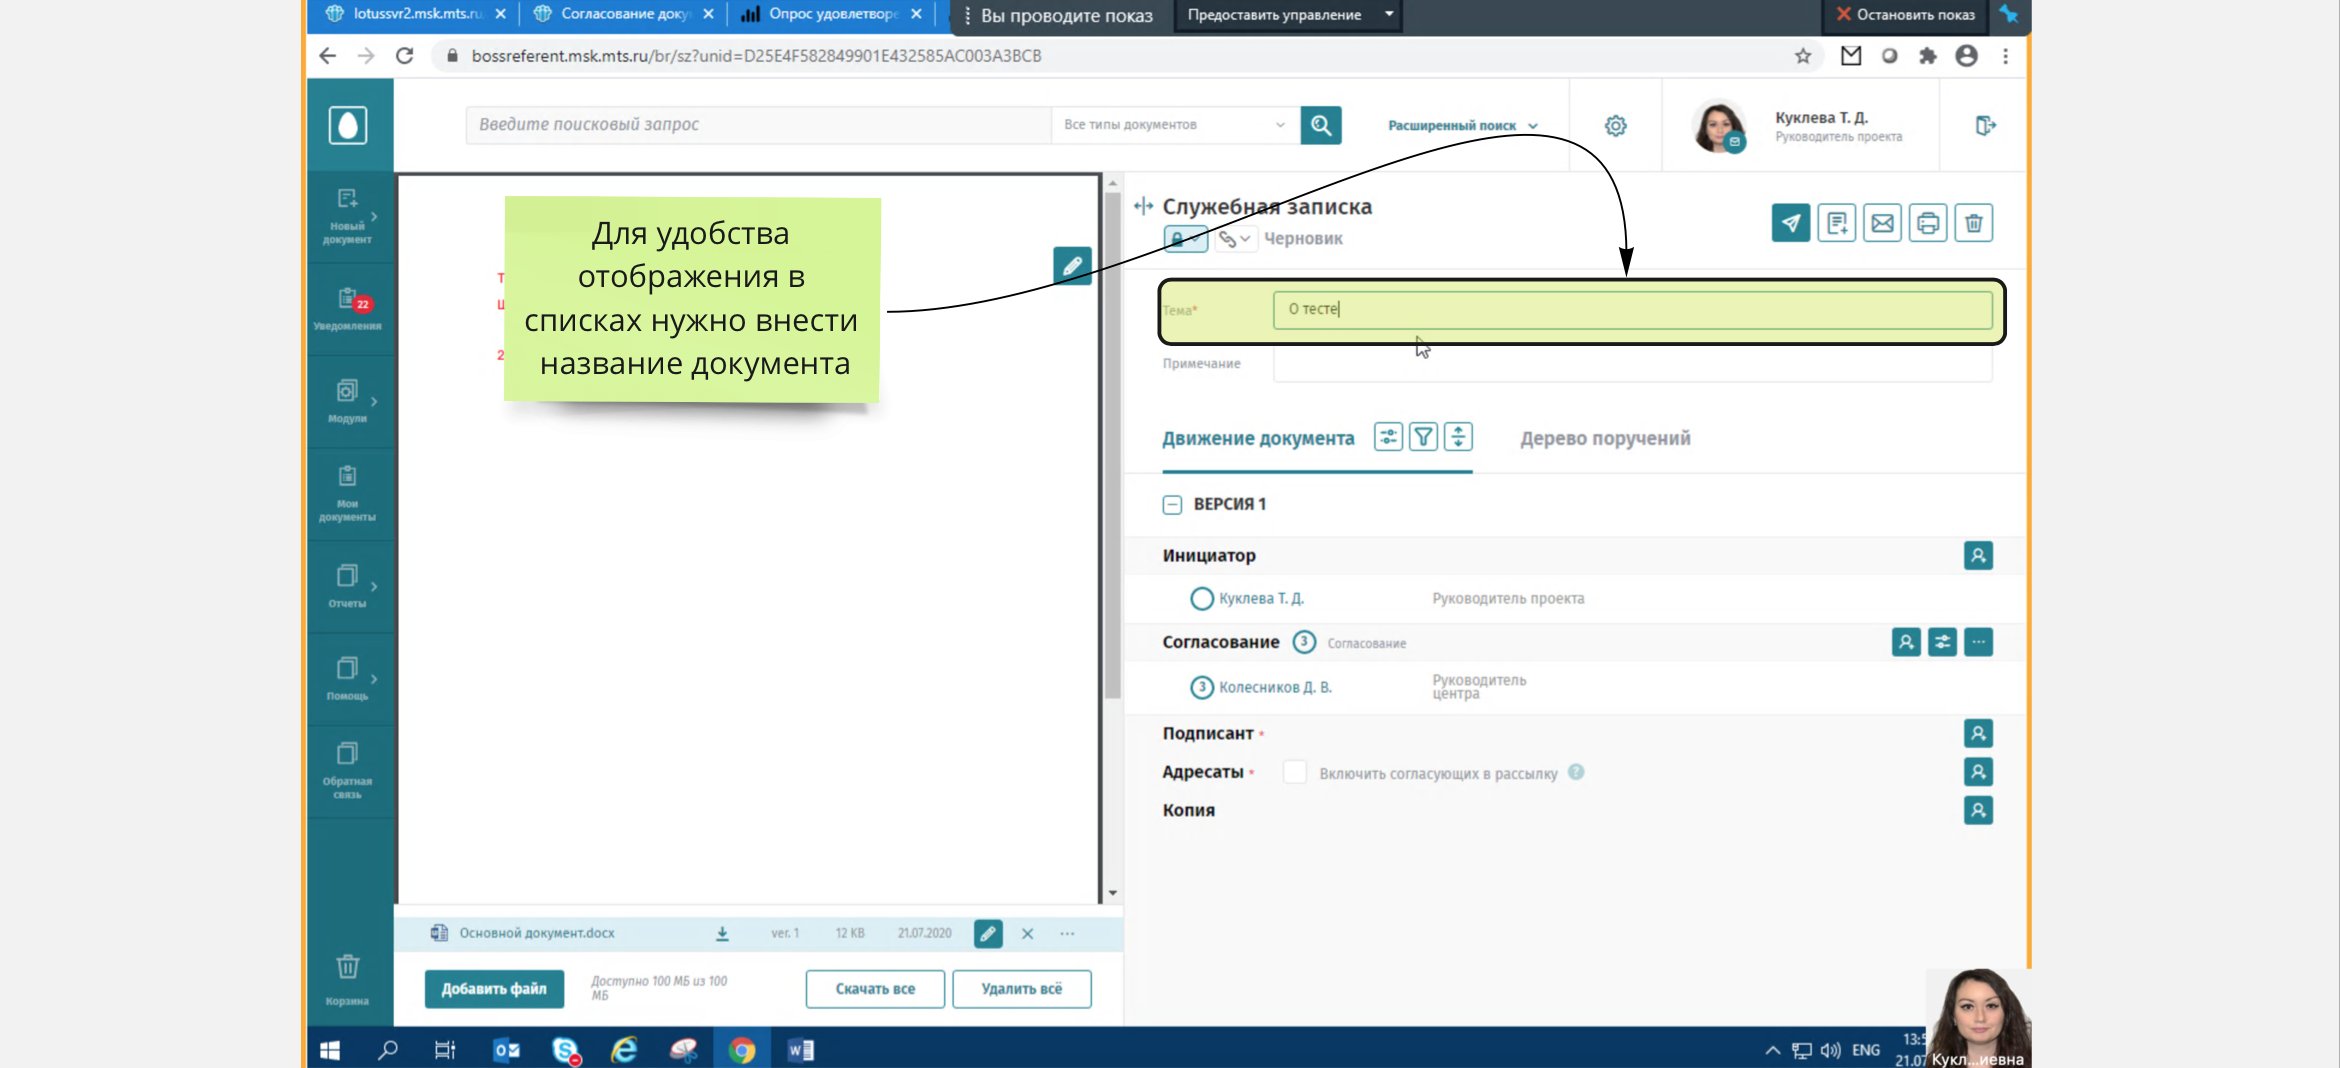 lotussvr2.msk.mts.ru
Согласование доку
Опрос удовлетворе
Вы проводите показ
Предоставить управление
Остановить показ
bossreferent.msk.mts.ru/br/sz?unid=D25E4F582849901E432585AC003A3BCB
Введите поисковый запрос
Все типы документов
Расширенный поиск
Куклева Т. Д.
Руководитель проекта
Новый
документ
22
Уведомления
Модули
Мои
документы
Отчеты
Помощь
Обратная
связь
Корзина
Для удобства
отображения в
списках нужно внести
название документа
Т
2
Служебная записка
Черновик
Тема*
О тесте
Примечание
Движение документа
Дерево поручений
ВЕРСИЯ 1
Инициатор
Куклева Т. Д.
Руководитель проекта
Согласование 3 Согласование
3 Колесников Д. В.
Руководитель
центра
Подписант *
Адресаты *
Включить согласующих в рассылку ?
Копия
Основной документ.docx
ver. 1
12 KB
21.07.2020
Добавить файл
Доступно 100 МБ из 100
МБ
Скачать все
Удалить всё
ENG
13:5
21.07
Кукл...иевна